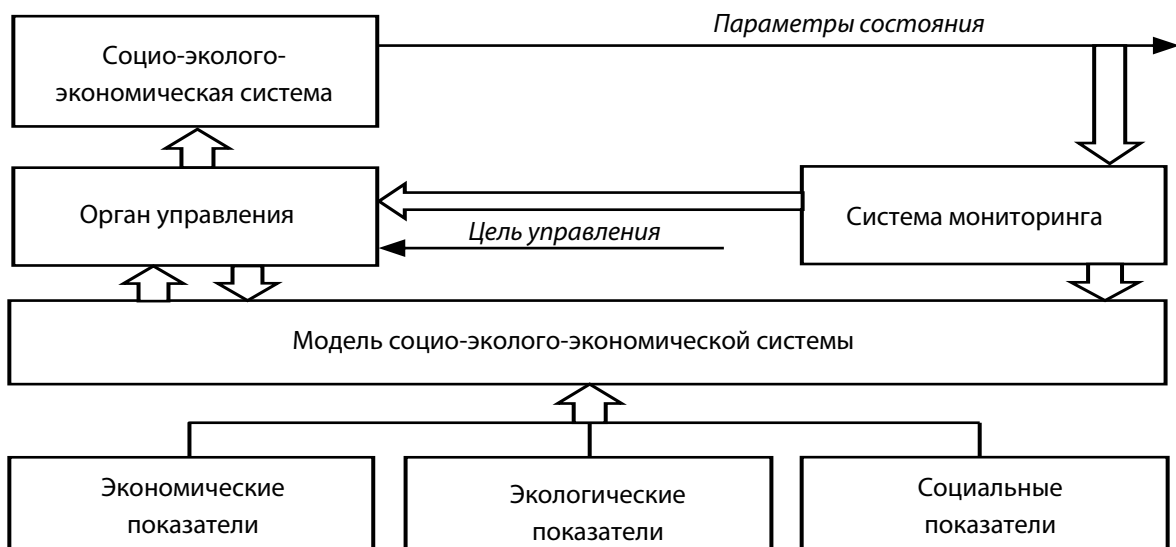 Параметры состояния
Социо-эколого-
экономическая система
Орган управления
Система мониторинга
Цель управления
Модель социо-эколого-экономической системы
Экономические
показатели
Экологические
показатели
Социальные
показатели